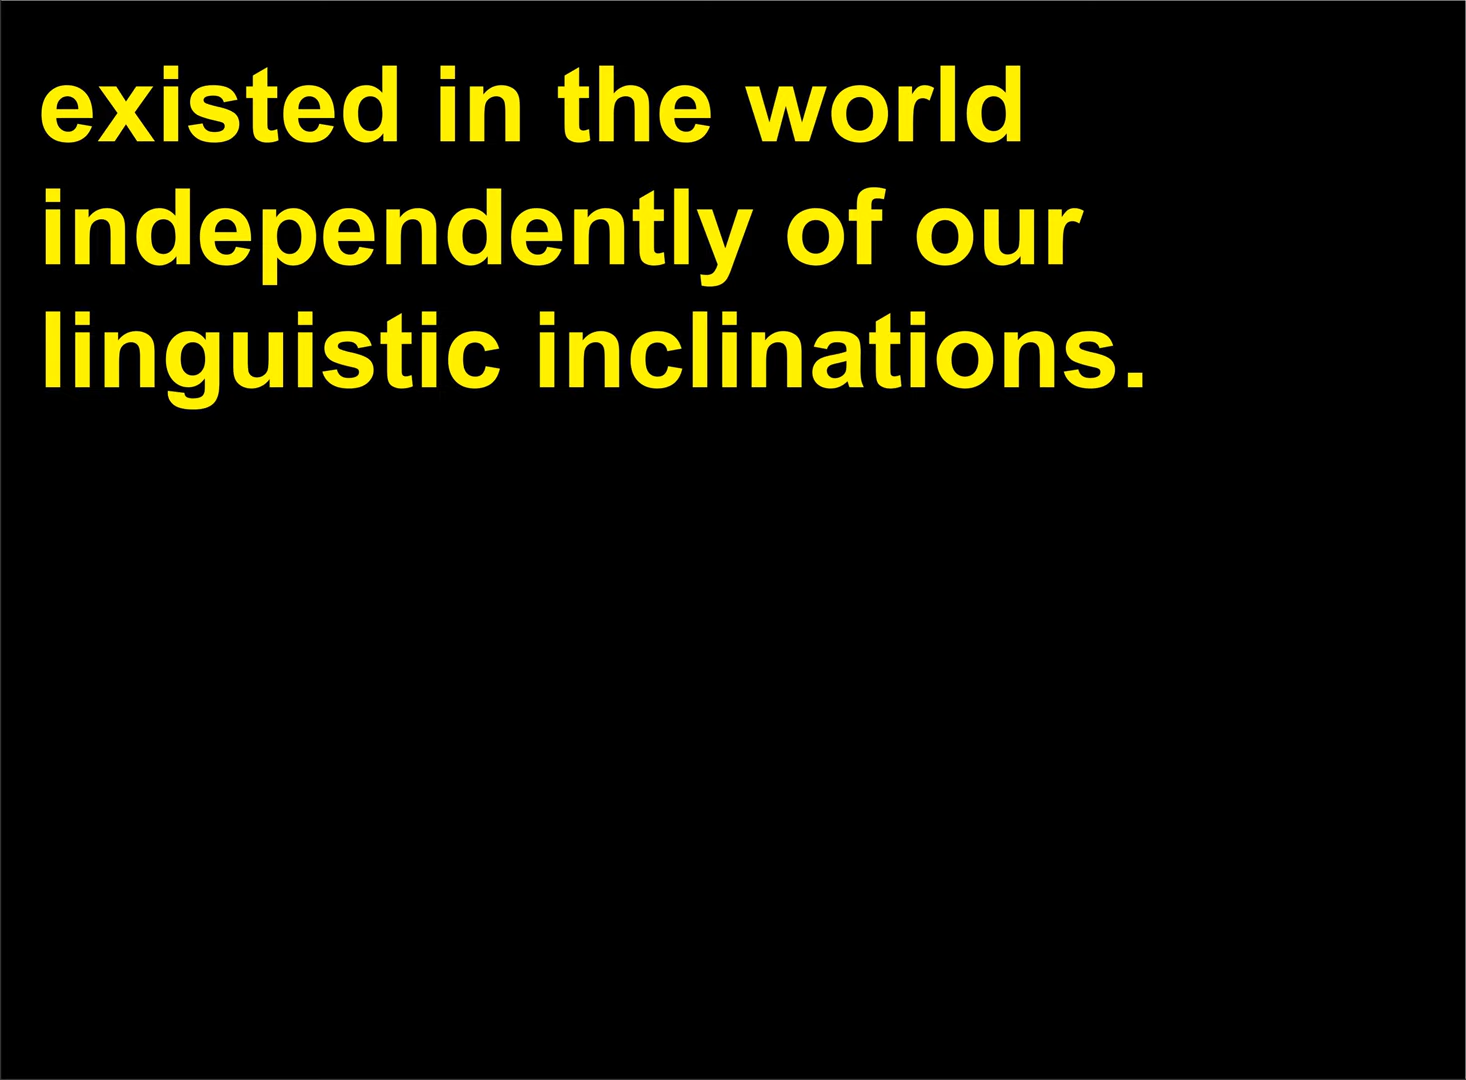 existed in the world
independently of our
linguistic inclinations.